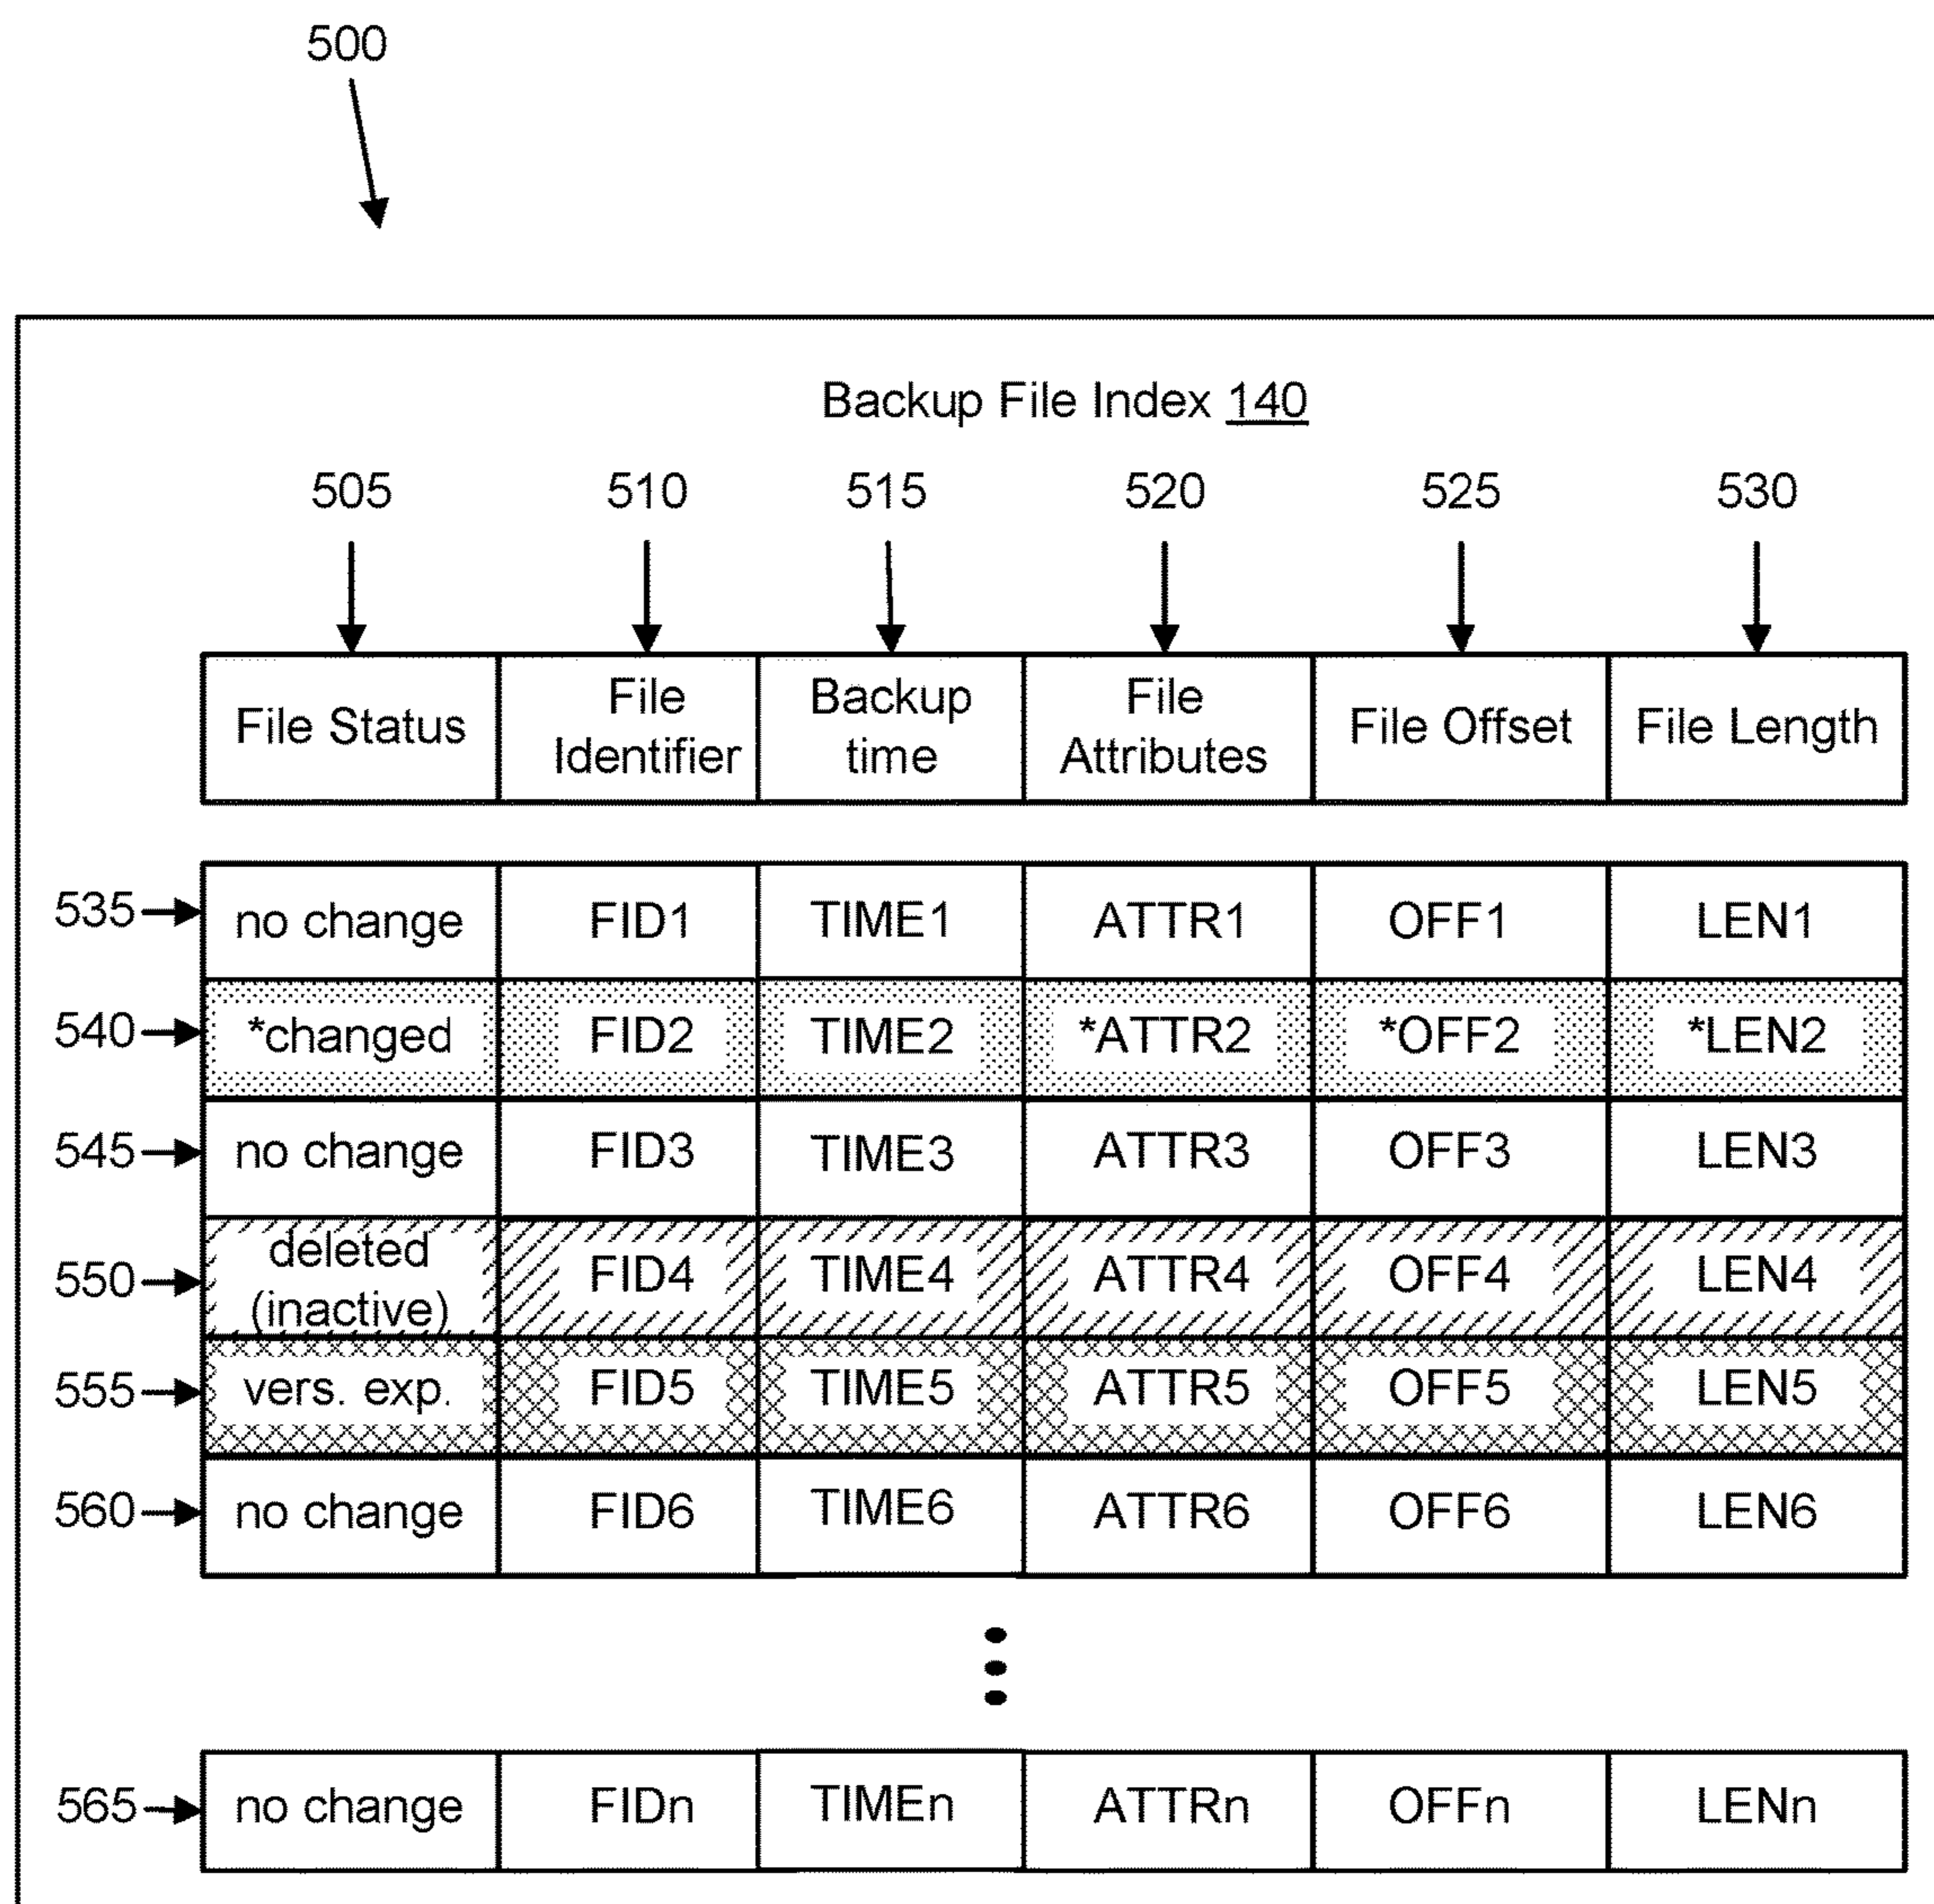 500
Backup File Index 140
505 510 515 520 525 530
File Status File Identifier Backup time File Attributes File Offset File Length
535 no change FID1 TIME1 ATTR1 OFF1 LEN1
540 *changed FID2 TIME2 *ATTR2 *OFF2 *LEN2
545 no change FID3 TIME3 ATTR3 OFF3 LEN3
550 deleted (inactive) FID4 TIME4 ATTR4 OFF4 LEN4
555 vers. exp. FID5 TIME5 ATTR5 OFF5 LEN5
560 no change FID6 TIME6 ATTR6 OFF6 LEN6
565 no change FIDn TIMEn ATTRn OFFn LENn